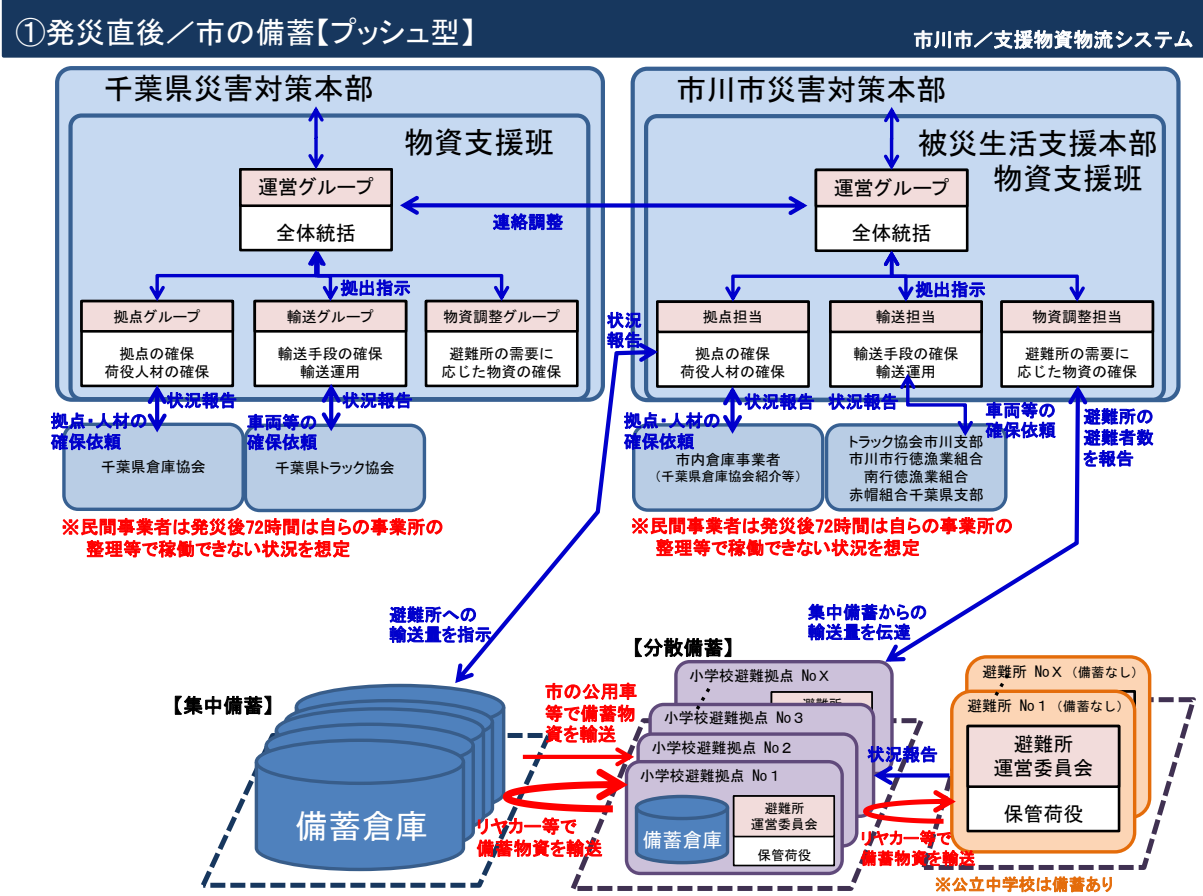 ①発災直後／市の備蓄【プッシュ型】
市川市／支援物資物流システム
千葉県災害対策本部
物資支援班
運営グループ
全体統括
連絡調整
拠出指示
拠点グループ
拠点の確保
荷役人材の確保
輸送グループ
輸送手段の確保
輸送運用
物資調整グループ
避難所の需要に
応じた物資の確保
状況報告
拠点・人材の
確保依頼
状況報告
車両等の
確保依頼
千葉県倉庫協会
千葉県トラック協会
※民間事業者は発災後72時間は自らの事業所の
整理等で稼働できない状況を想定
市川市災害対策本部
被災生活支援本部
物資支援班
運営グループ
全体統括
拠出指示
状況
報告
拠点担当
拠点の確保
荷役人材の確保
輸送担当
輸送手段の確保
輸送運用
物資調整担当
避難所の需要に
応じた物資の確保
拠点・人材の
確保依頼
状況報告
状況報告
車両等の
確保依頼
避難所の
避難者数
を報告
市内倉庫事業者
（千葉県倉庫協会紹介等）
トラック協会市川支部
市川市行徳漁業組合
南行徳漁業組合
赤帽組合千葉県支部
※民間事業者は発災後72時間は自らの事業所の
整理等で稼働できない状況を想定
避難所への
輸送量を指示
集中備蓄からの
輸送量を伝達
【集中備蓄】
備蓄倉庫
市の公用車
等で備蓄物
資を輸送
リヤカー等で
備蓄物資を輸送
【分散備蓄】
小学校避難拠点 NoX
避難所
小学校避難拠点 No3
小学校避難拠点 No2
小学校避難拠点 No1
備蓄倉庫
避難所
運営委員会
保管荷役
状況報告
リヤカー等で
備蓄物資を輸送
避難所 NoX（備蓄なし）
避難所 No1（備蓄なし）
避難所
運営委員会
保管荷役
※公立中学校は備蓄あり